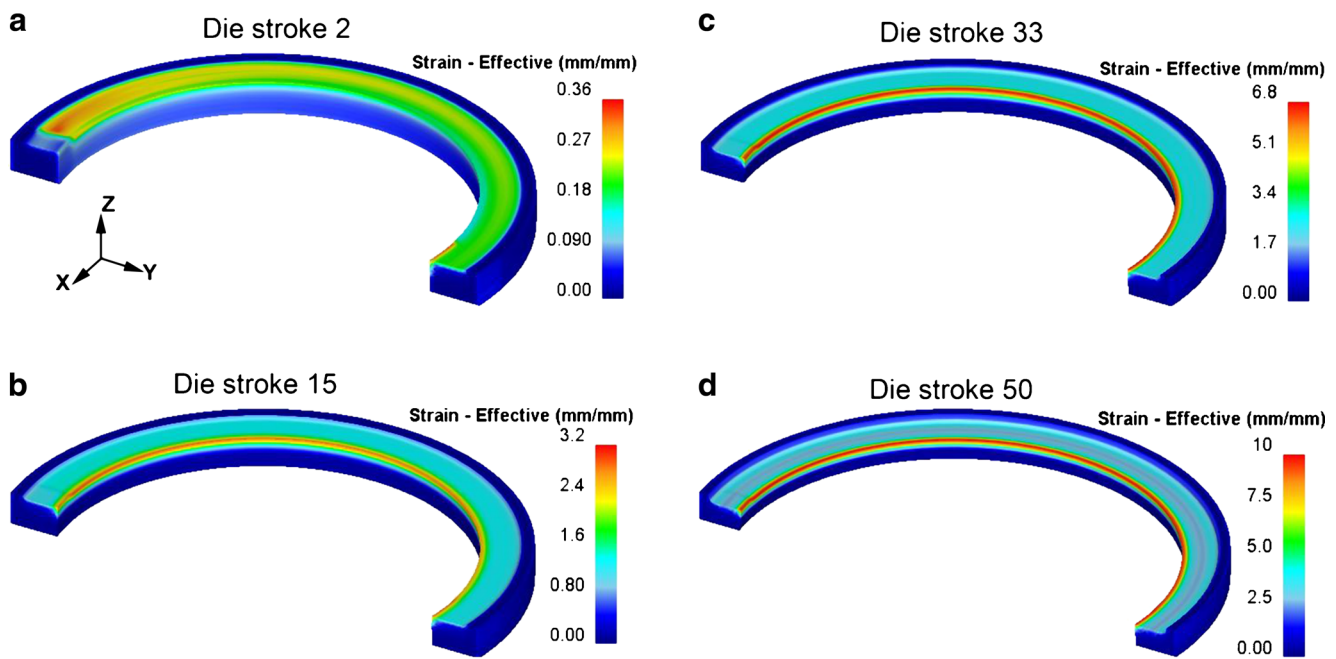 a
Die stroke 2
Strain - Effective (mm/mm)
0.36
0.27
0.18
0.090
0.00
Z
X
Y
c
Die stroke 33
Strain - Effective (mm/mm)
6.8
5.1
3.4
1.7
0.00
b
Die stroke 15
Strain - Effective (mm/mm)
3.2
2.4
1.6
0.80
0.00
d
Die stroke 50
Strain - Effective (mm/mm)
10
7.5
5.0
2.5
0.00